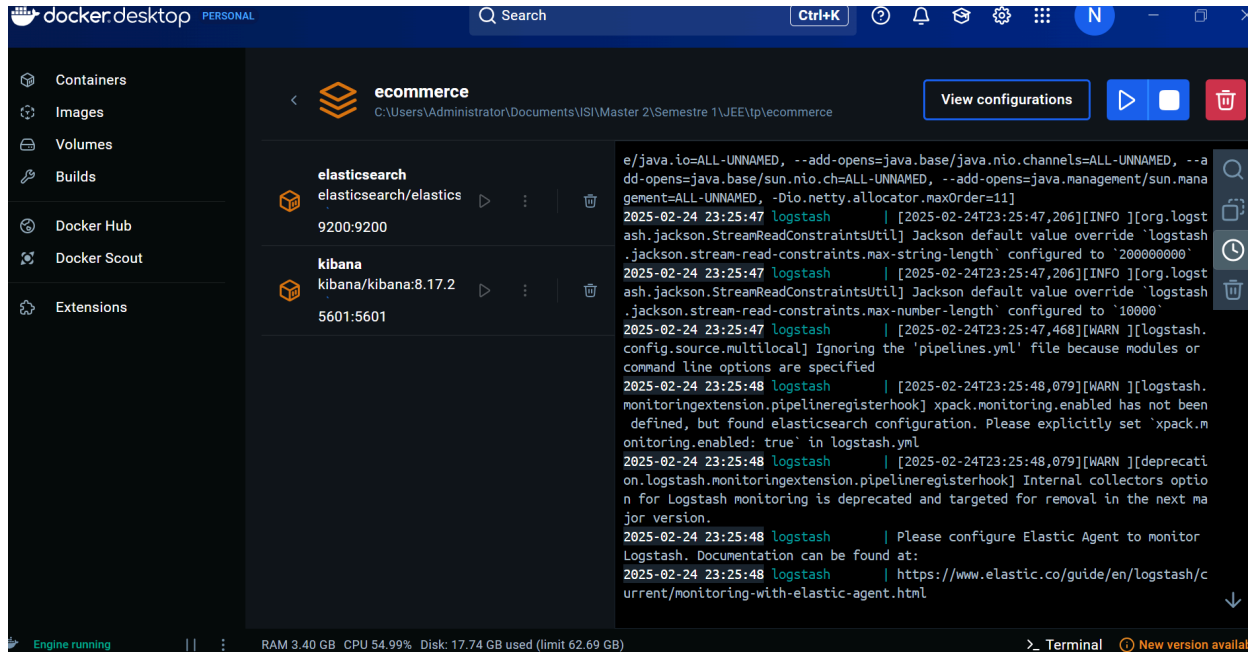 docker.desktop PERSONAL
Search
Ctrl+K
N
Containers
Images
Volumes
Builds
Docker Hub
Docker Scout
Extensions
ecommerce
C:\Users\Administrator\Documents\ISI\Master 2\Semestre 1\JEE\tp\ecommerce
View configurations
elasticsearch
elasticsearch/elastics
9200:9200
kibana
kibana/kibana:8.17.2
5601:5601
e/java.io=ALL-UNNAMED, --add-opens=java.base/java.nio.channels=ALL-UNNAMED, --a
dd-opens=java.base/sun.nio.ch=ALL-UNNAMED, --add-opens=java.management/sun.mana
gement=ALL-UNNAMED, -Dio.netty.allocator.maxOrder=11]
2025-02-24 23:25:47 logstash | [2025-02-24T23:25:47,206][INFO ][org.logst
ash.jackson.StreamReadConstraintsUtil] Jackson default value override `logstash
.jackson.stream-read-constraints.max-string-length` configured to `200000000`
2025-02-24 23:25:47 logstash | [2025-02-24T23:25:47,206][INFO ][org.logst
ash.jackson.StreamReadConstraintsUtil] Jackson default value override `logstash
.jackson.stream-read-constraints.max-number-length` configured to `10000`
2025-02-24 23:25:47 logstash | [2025-02-24T23:25:47,468][WARN ][logstash.
config.source.multilocal] Ignoring the 'pipelines.yml' file because modules or
command line options are specified
2025-02-24 23:25:48 logstash | [2025-02-24T23:25:48,079][WARN ][logstash.
monitoringextension.pipelineregisterhook] xpack.monitoring.enabled has not been
defined, but found elasticsearch configuration. Please explicitly set `xpack.m
onitoring.enabled: true` in logstash.yml
2025-02-24 23:25:48 logstash | [2025-02-24T23:25:48,079][WARN ][deprecati
on.logstash.monitoringextension.pipelineregisterhook] Internal collectors optio
n for Logstash monitoring is deprecated and targeted for removal in the next ma
jor version.
2025-02-24 23:25:48 logstash | Please configure Elastic Agent to monitor
Logstash. Documentation can be found at:
2025-02-24 23:25:48 logstash | https://www.elastic.co/guide/en/logstash/c
urrent/monitoring-with-elastic-agent.html
Engine running
RAM 3.40 GB CPU 54.99% Disk: 17.74 GB used (limit 62.69 GB)
>_ Terminal
New version availab